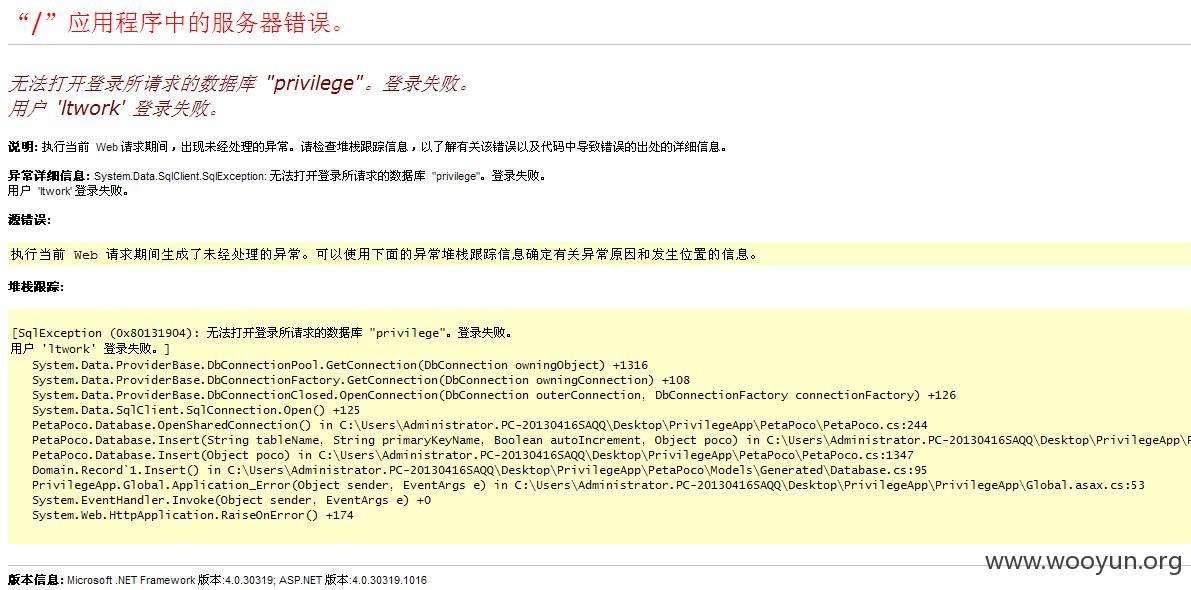 “/”应用程序中的服务器错误。
无法打开登录所请求的数据库 "privilege"。登录失败。
用户 'ltwork' 登录失败。
说明: 执行当前 Web 请求期间，出现未经处理的异常。请检查堆栈跟踪信息，以了解有关该错误以及代码中导致错误的出处的详细信息。
异常详细信息: System.Data.SqlClient.SqlException: 无法打开登录所请求的数据库 "privilege"。登录失败。
用户 'ltwork' 登录失败。
源错误:
执行当前 Web 请求期间生成了未经处理的异常。可以使用下面的异常堆栈跟踪信息确定有关异常原因和发生位置的信息。
堆栈跟踪:
[SqlException (0x80131904): 无法打开登录所请求的数据库 "privilege"。登录失败。
用户 'ltwork' 登录失败。]
System.Data.ProviderBase.DbConnectionPool.GetConnection(DbConnection owningObject) +1316
System.Data.ProviderBase.DbConnectionFactory.GetConnection(DbConnection owningConnection) +108
System.Data.ProviderBase.DbConnectionClosed.OpenConnection(DbConnection outerConnection, DbConnectionFactory connectionFactory) +126
System.Data.SqlClient.SqlConnection.Open() +125
PetaPoco.Database.OpenSharedConnection() in C:\Users\Administrator.PC-20130416SAQQ\Desktop\PrivilegeApp\PetaPoco\PetaPoco.cs:244
PetaPoco.Database.Insert(String tableName, String primaryKeyName, Boolean autoIncrement, Object poco) in C:\Users\Administrator.PC-20130416SAQQ\Desktop\PrivilegeApp\P
PetaPoco.Database.Insert(Object poco) in C:\Users\Administrator.PC-20130416SAQQ\Desktop\PrivilegeApp\PetaPoco\PetaPoco.cs:1347
Domain.Record`1.Insert() in C:\Users\Administrator.PC-20130416SAQQ\Desktop\PrivilegeApp\PetaPoco\Models\Generated\Database.cs:95
PrivilegeApp.Global.Application_Error(Object sender, EventArgs e) in C:\Users\Administrator.PC-20130416SAQQ\Desktop\PrivilegeApp\PrivilegeApp\Global.asax.cs:53
System.EventHandler.Invoke(Object sender, EventArgs e) +0
System.Web.HttpApplication.RaiseOnError() +174
www.wooyun.org
版本信息: Microsoft .NET Framework 版本:4.0.30319; ASP.NET 版本:4.0.30319.1016